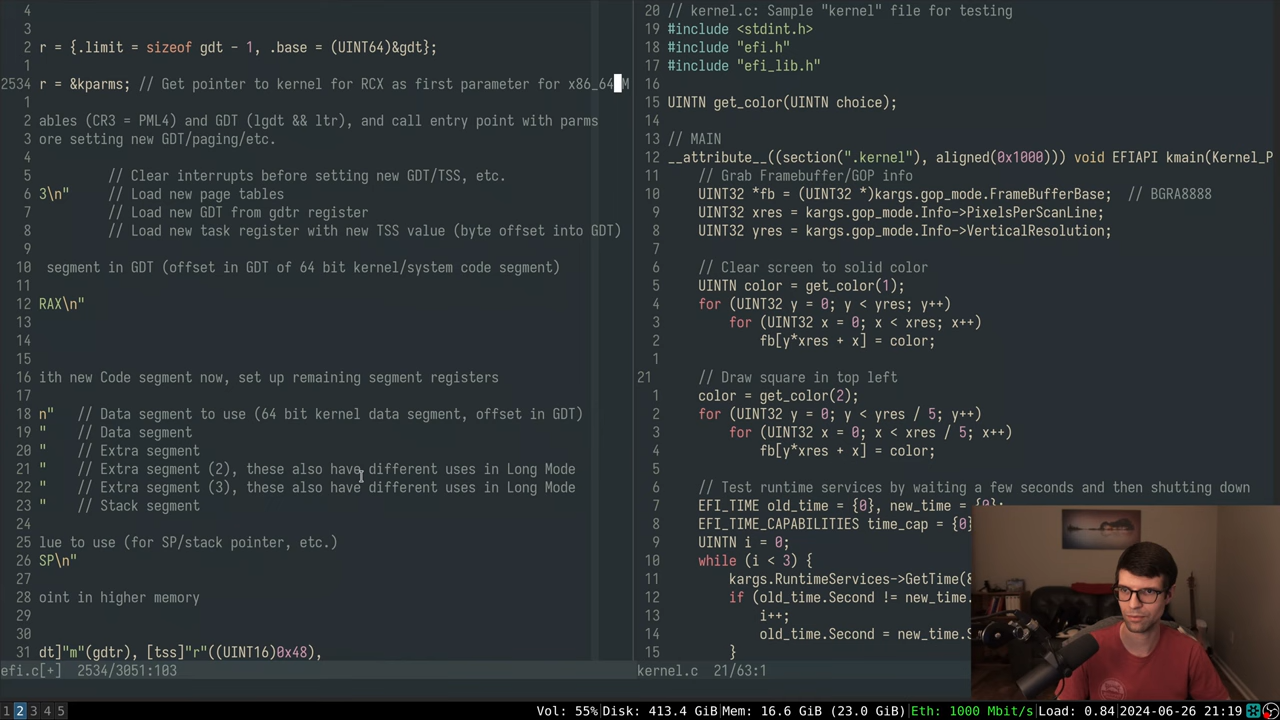 4
3
2 r = {.limit = sizeof gdt - 1, .base = (UINT64)&gdt};
1
2534 r = &kparms; // Get pointer to kernel for RCX as first parameter for x86_64 M
1
2 ables (CR3 = PML4) and GDT (lgdt && ltr), and call entry point with parms
3 ore setting new GDT/paging/etc.
4
5 // Clear interrupts before setting new GDT/TSS, etc.
6 3\n" // Load new page tables
7 // Load new GDT from gdtr register
8 // Load new task register with new TSS value (byte offset into GDT)
9
10 segment in GDT (offset in GDT of 64 bit kernel/system code segment)
11
12 RAX\n"
13
14
15
16 ith new Code segment now, set up remaining segment registers
17
18 n" // Data segment to use (64 bit kernel data segment, offset in GDT)
19 " // Data segment
20 " // Extra segment
21 " // Extra segment (2), these also have different uses in Long Mode
22 " // Extra segment (3), these also have different uses in Long Mode
23 " // Stack segment
24
25 lue to use (for SP/stack pointer, etc.)
26 SP\n"
27
28 oint in higher memory
29
30
31 dt]"m"(gdtr), [tss]"r"((UINT16)0x48),
efi.c[+] 2534/3051:103
20 // kernel.c: Sample "kernel" file for testing
19 #include <stdint.h>
18 #include "efi.h"
17 #include "efi_lib.h"
16
15 UINTN get_color(UINTN choice);
14
13 // MAIN
12 __attribute__((section(".kernel"), aligned(0x1000))) void EFIAPI kmain(Kernel_P
11 // Grab Framebuffer/GOP info
10 UINT32 *fb = (UINT32 *)kargs.gop_mode.FrameBufferBase; // BGRA8888
9 UINT32 xres = kargs.gop_mode.Info->PixelsPerScanLine;
8 UINT32 yres = kargs.gop_mode.Info->VerticalResolution;
7
6 // Clear screen to solid color
5 UINTN color = get_color(1);
4 for (UINT32 y = 0; y < yres; y++)
3 for (UINT32 x = 0; x < xres; x++)
2 fb[y*xres + x] = color;
1
21 // Draw square in top left
1 color = get_color(2);
2 for (UINT32 y = 0; y < yres / 5; y++)
3 for (UINT32 x = 0; x < xres / 5; x++)
4 fb[y*xres + x] = color;
5
6 // Test runtime services by waiting a few seconds and then shutting down
7 EFI_TIME old_time = {0}, new_time = {0};
8 EFI_TIME_CAPABILITIES time_cap = {0}
9 UINTN i = 0;
10 while (i < 3) {
11 kargs.RuntimeServices->GetTime(&
12 if (old_time.Second != new_time.
13 i++;
14 old_time.Second = new_time.S
15 }
kernel.c 21/63:1
1 2 3 4 5 Vol: 55% Disk: 413.4 GiB Mem: 16.6 GiB (23.0 GiB) Eth: 1000 Mbit/s Load: 0.84 2024-06-26 21:19